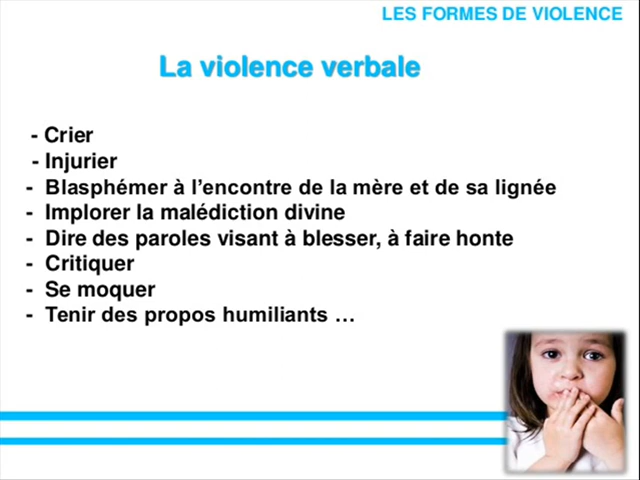 LES FORMES DE VIOLENCE
La violence verbale
- Crier
- Injurier
- Blasphémer à l’encontre de la mère et de sa lignée
- Implorer la malédiction divine
- Dire des paroles visant à blesser, à faire honte
- Critiquer
- Se moquer
- Tenir des propos humiliants …